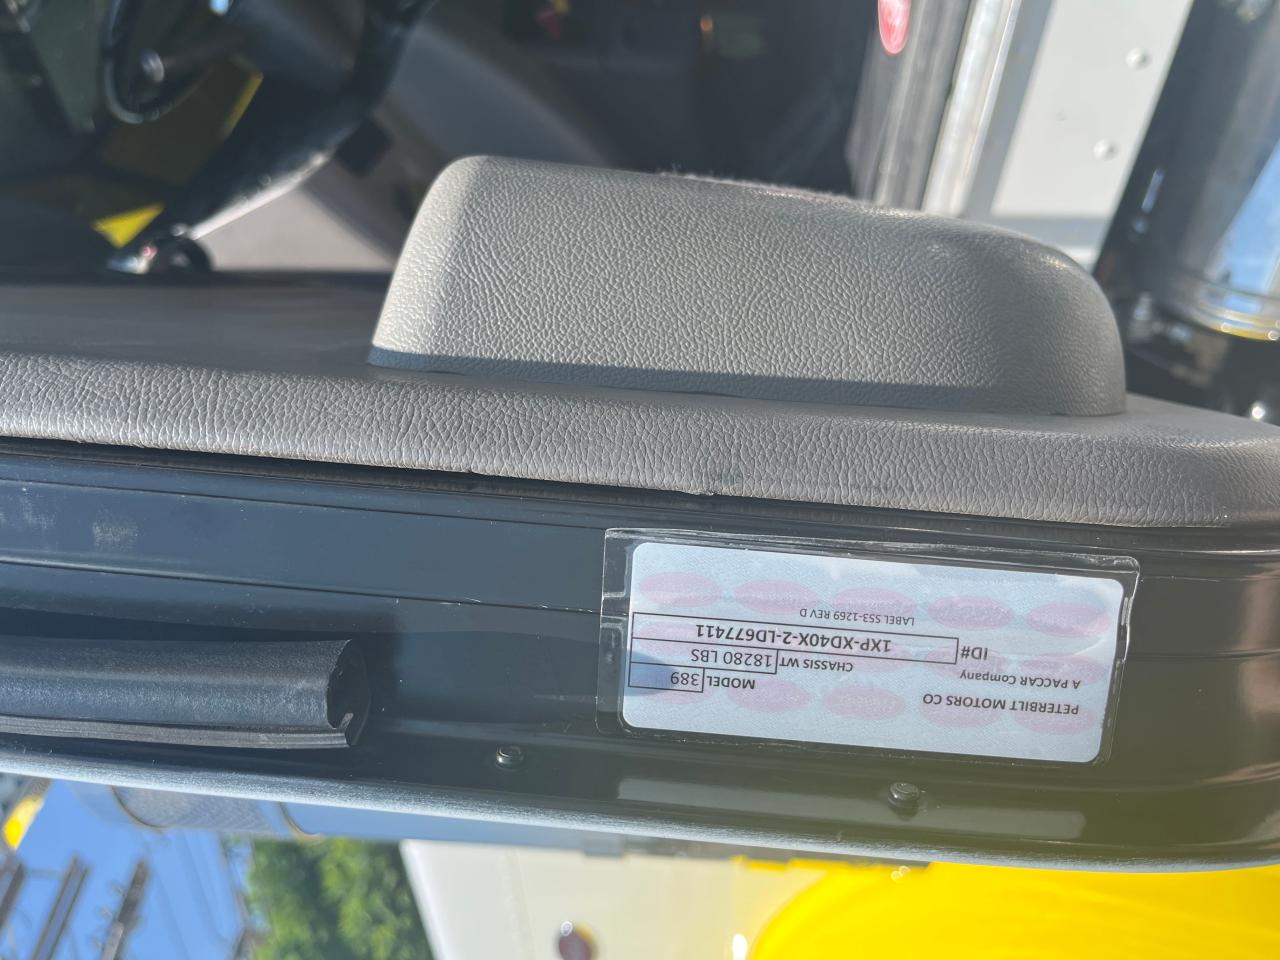 PETERBILT MOTORS CO
A PACCAR Company
MODEL 389
CHASSIS WT 18280 LBS
ID# 1XP-XD40X-2-LD677411
LABEL S53-1269 REV D